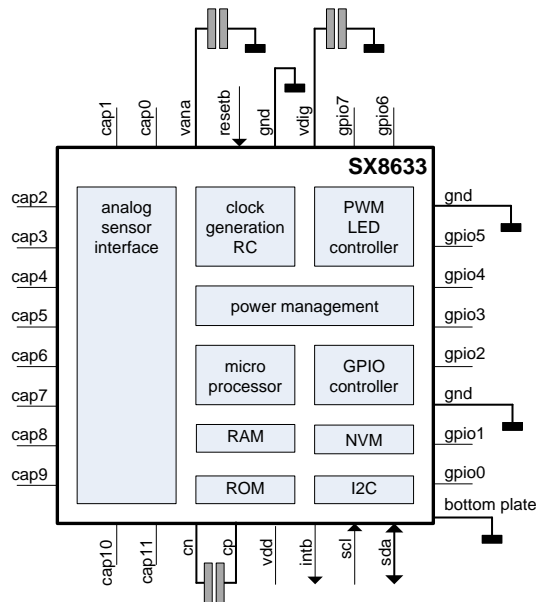 cap1
cap0
vana
resetb
gnd
vdig
gpio7
gpio6
SX8633
cap2
cap3
cap4
cap5
cap6
cap7
cap8
cap9
analog
sensor
interface
clock
generation
RC
PWM
LED
controller
power management
micro
processor
GPIO
controller
RAM
NVM
ROM
I2C
gnd
gpio5
gpio4
gpio3
gpio2
gnd
gpio1
gpio0
bottom plate
cap10
cap11
cn
cp
vdd
intb
scl
sda